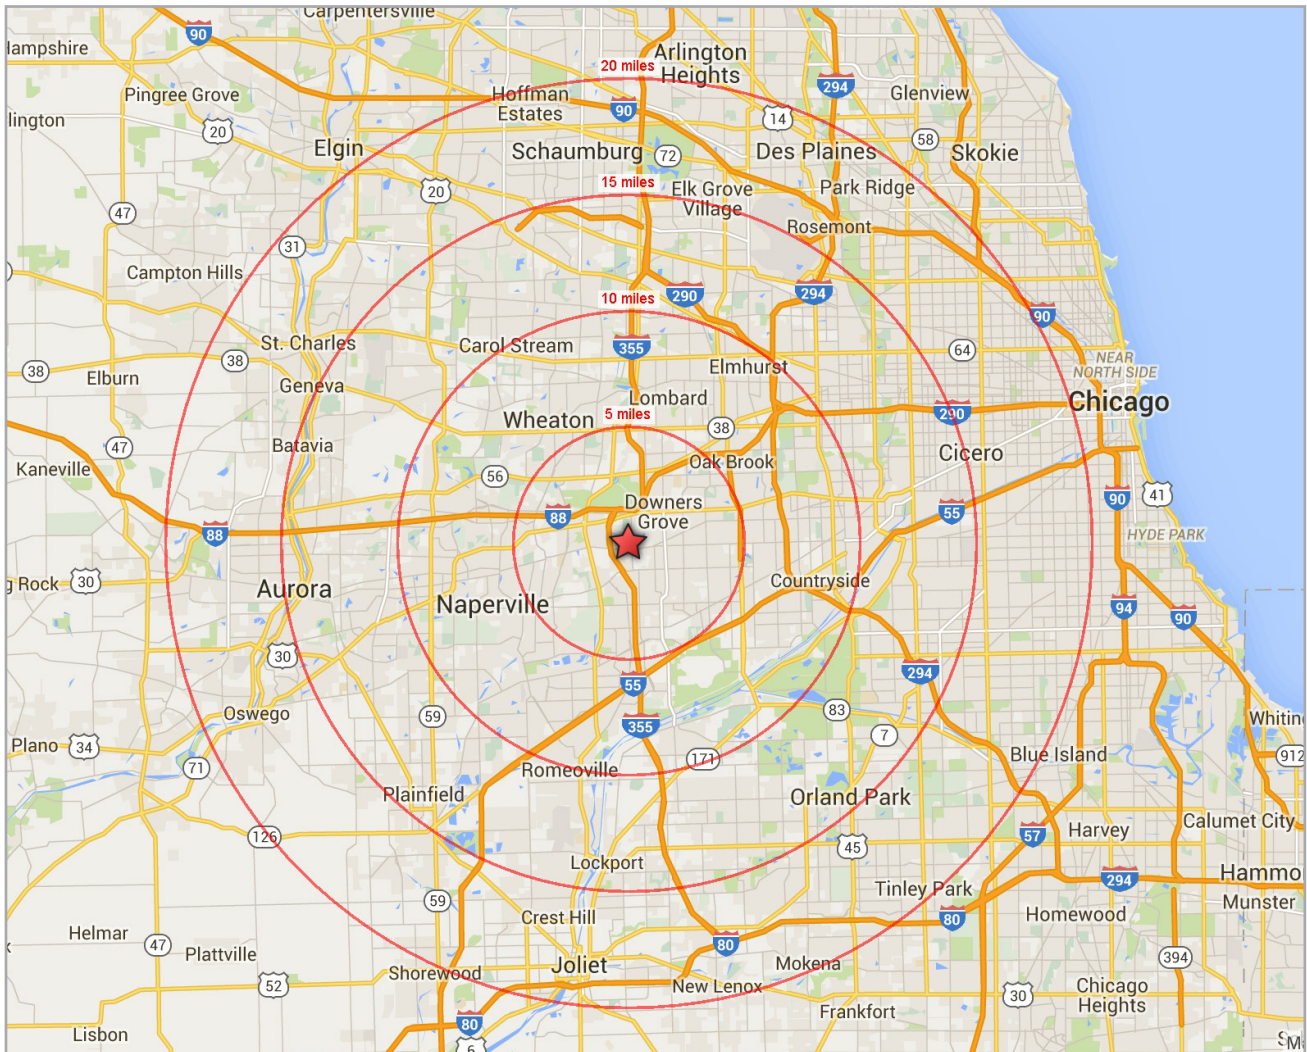 Carpentersville
90
Hampshire
20 miles
Arlington
Heights
294
Pingree Grove
Hoffman
Estates
90
Glenview
lington
20
14
58
Elgin
Schaumburg
72
Des Plaines
Skokie
15 miles
20
Elk Grove
Village
Park Ridge
47
Rosemont
31
Campton Hills
10 miles
290
294
90
St. Charles
Carol Stream
355
64
38
38
Elburn
Geneva
Elmhurst
NEAR
NORTH SIDE
Lombard
Chicago
5 miles
290
Wheaton
38
47
Batavia
Cicero
Kaneville
56
Oak Brook
90
41
Downers
Grove
88
88
55
HYDE PARK
g Rock
30
Aurora
Countryside
Naperville
94
90
30
294
55
Oswego
59
83
355
Whitin
Plano
34
7
Blue Island
912
71
171
Romeoville
Plainfield
Orland Park
126
57
Harvey
Calumet City
45
Lockport
Hammo
294
Tinley Park
Munster
59
Crest Hill
80
Homewood
Helmar
47
Plattville
80
394
Joliet
Mokena
Shorewood
52
New Lenox
30
Chicago
Heights
Frankfort
80
Lisbon
6